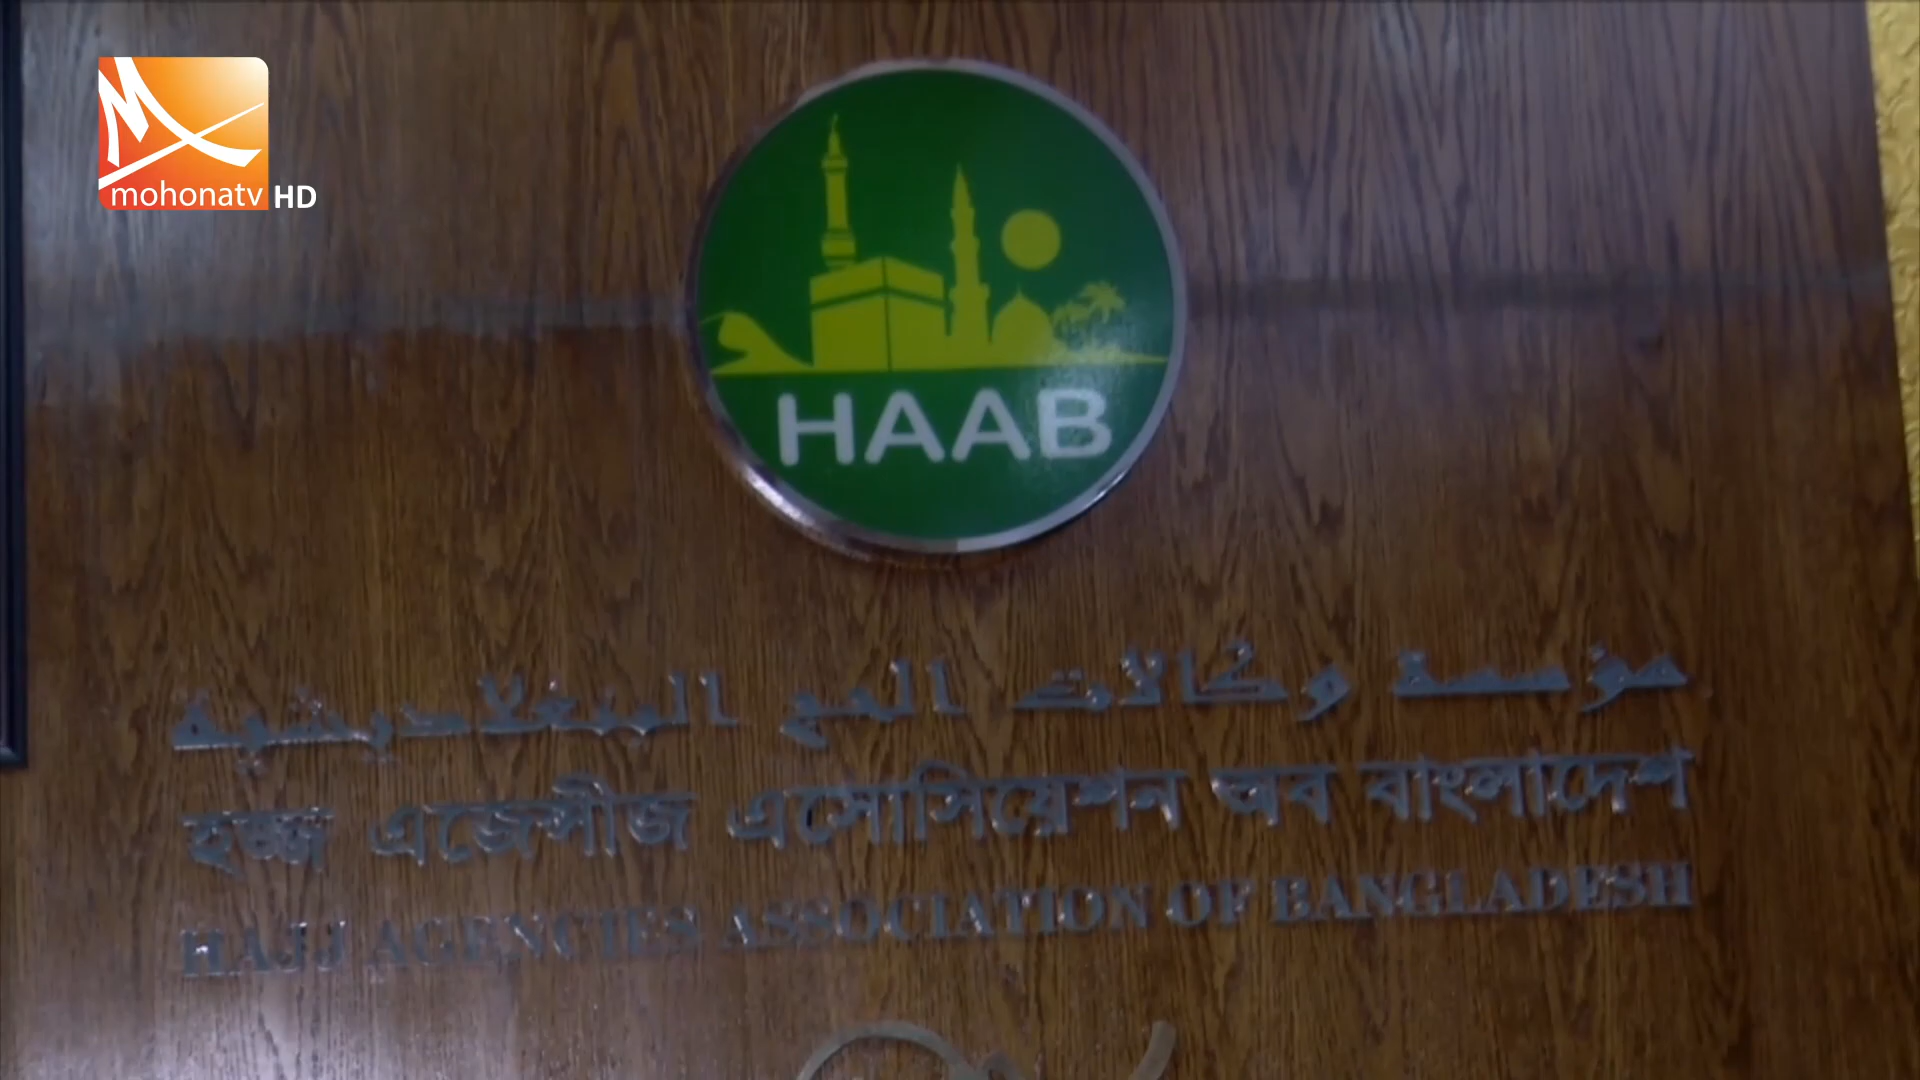 mohonatv HD
HAAB
مؤسسة وكالات الحج البنغلاديشية
হজ্জ এজেন্সীজ এসোসিয়েশন অব বাংলাদেশ
HAJJ AGENCIES ASSOCIATION OF BANGLADESH